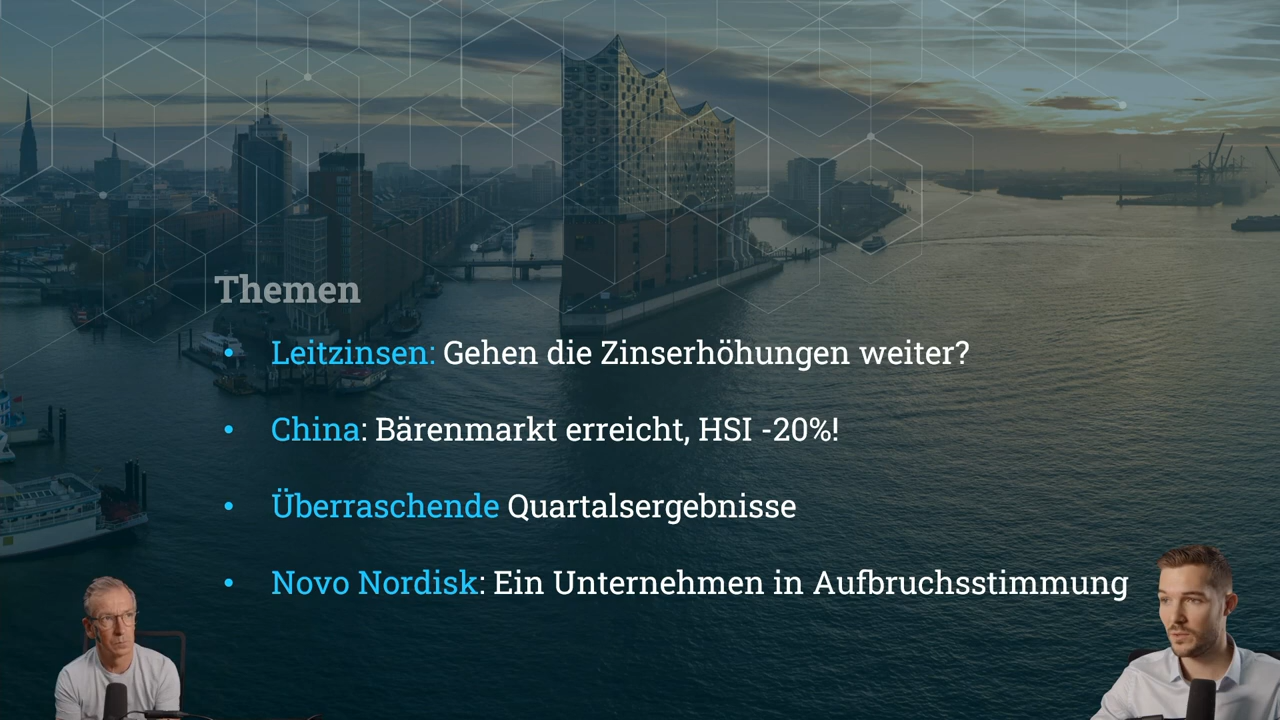 Themen
• Leitzinsen: Gehen die Zinserhöhungen weiter?
• China: Bärenmarkt erreicht, HSI -20%!
• Überraschende Quartalsergebnisse
• Novo Nordisk: Ein Unternehmen in Aufbruchsstimmung